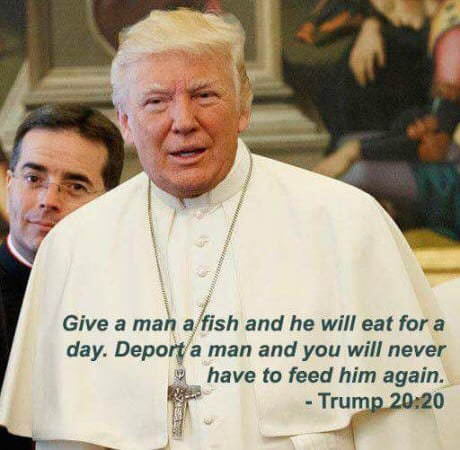 Give a man a fish and he will eat for a
day. Deport a man and you will never
have to feed him again.
- Trump 20:20